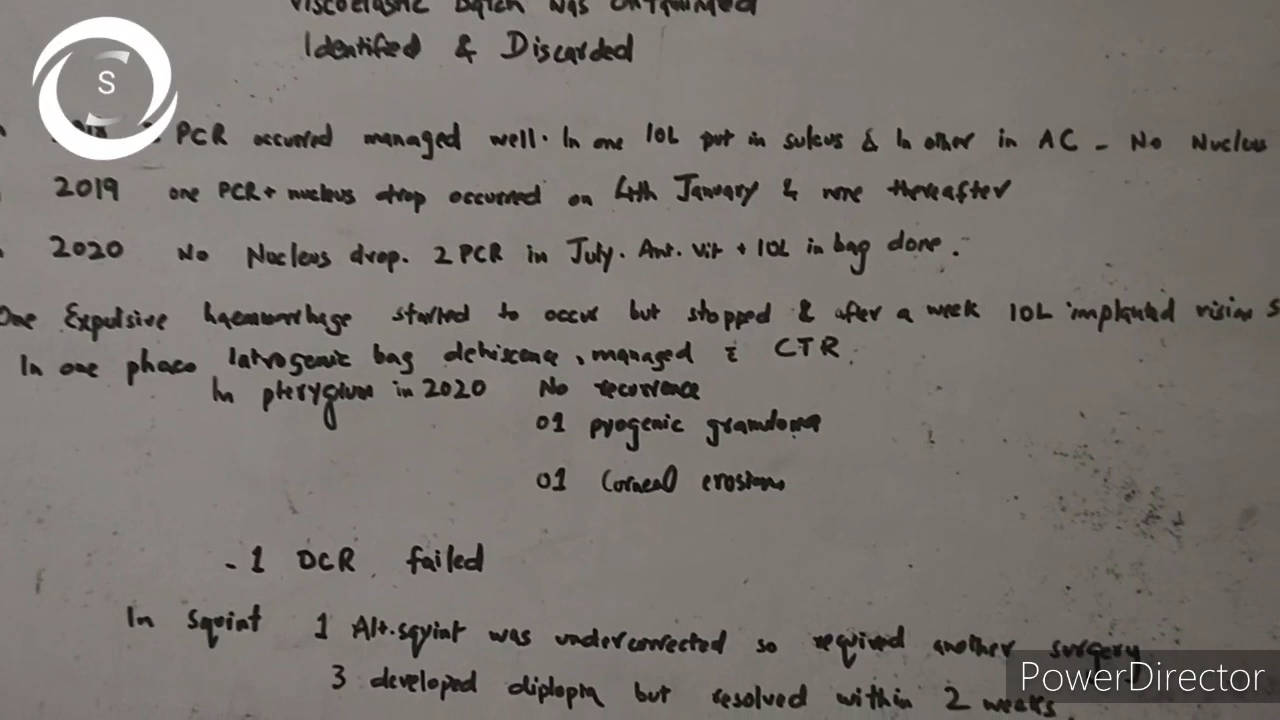 viscoelastic batch was
Identified & Discarded
S
PCR occurred managed well. In one IOL put in sulcus & In other in AC - No Nucleus
2019 one PCR + nucleus drop occurred on 4th January & none thereafter
2020 No Nucleus drop. 2 PCR in July. Ant. Vit + IOL in bag done.
One Expulsive haemorrhage started to occur but stopped & after a week IOL implanted vision
In one phaco Iatrogenic bag dehiscence, managed c̄ CTR.
In pterygium in 2020 No recurrence
01 pyogenic granuloma
01 Corneal erosion
- 1 DCR failed
In Squint 1 Alt. squint was undercorrected so required another surgery
3 developed diplopia but resolved within 2 weeks
PowerDirector